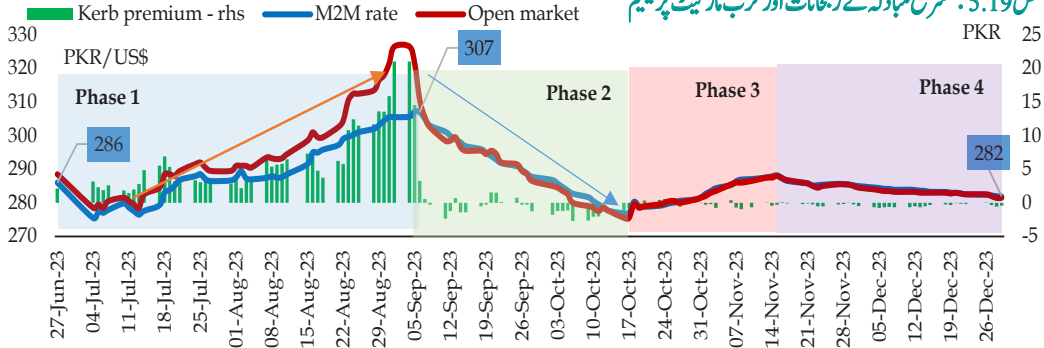 5.19
Kerb premium - rhs M2M rate Open market
330 25
320 20
310 15
300 10
290 5
280 0
270 -5
PKR/US$ PKR
Phase 1 Phase 2 Phase 3 Phase 4
286 307 282
27-Jun-23
04-Jul-23
11-Jul-23
18-Jul-23
25-Jul-23
01-Aug-23
08-Aug-23
15-Aug-23
22-Aug-23
29-Aug-23
05-Sep-23
12-Sep-23
19-Sep-23
26-Sep-23
03-Oct-23
10-Oct-23
17-Oct-23
24-Oct-23
31-Oct-23
07-Nov-23
14-Nov-23
21-Nov-23
28-Nov-23
05-Dec-23
12-Dec-23
19-Dec-23
26-Dec-23